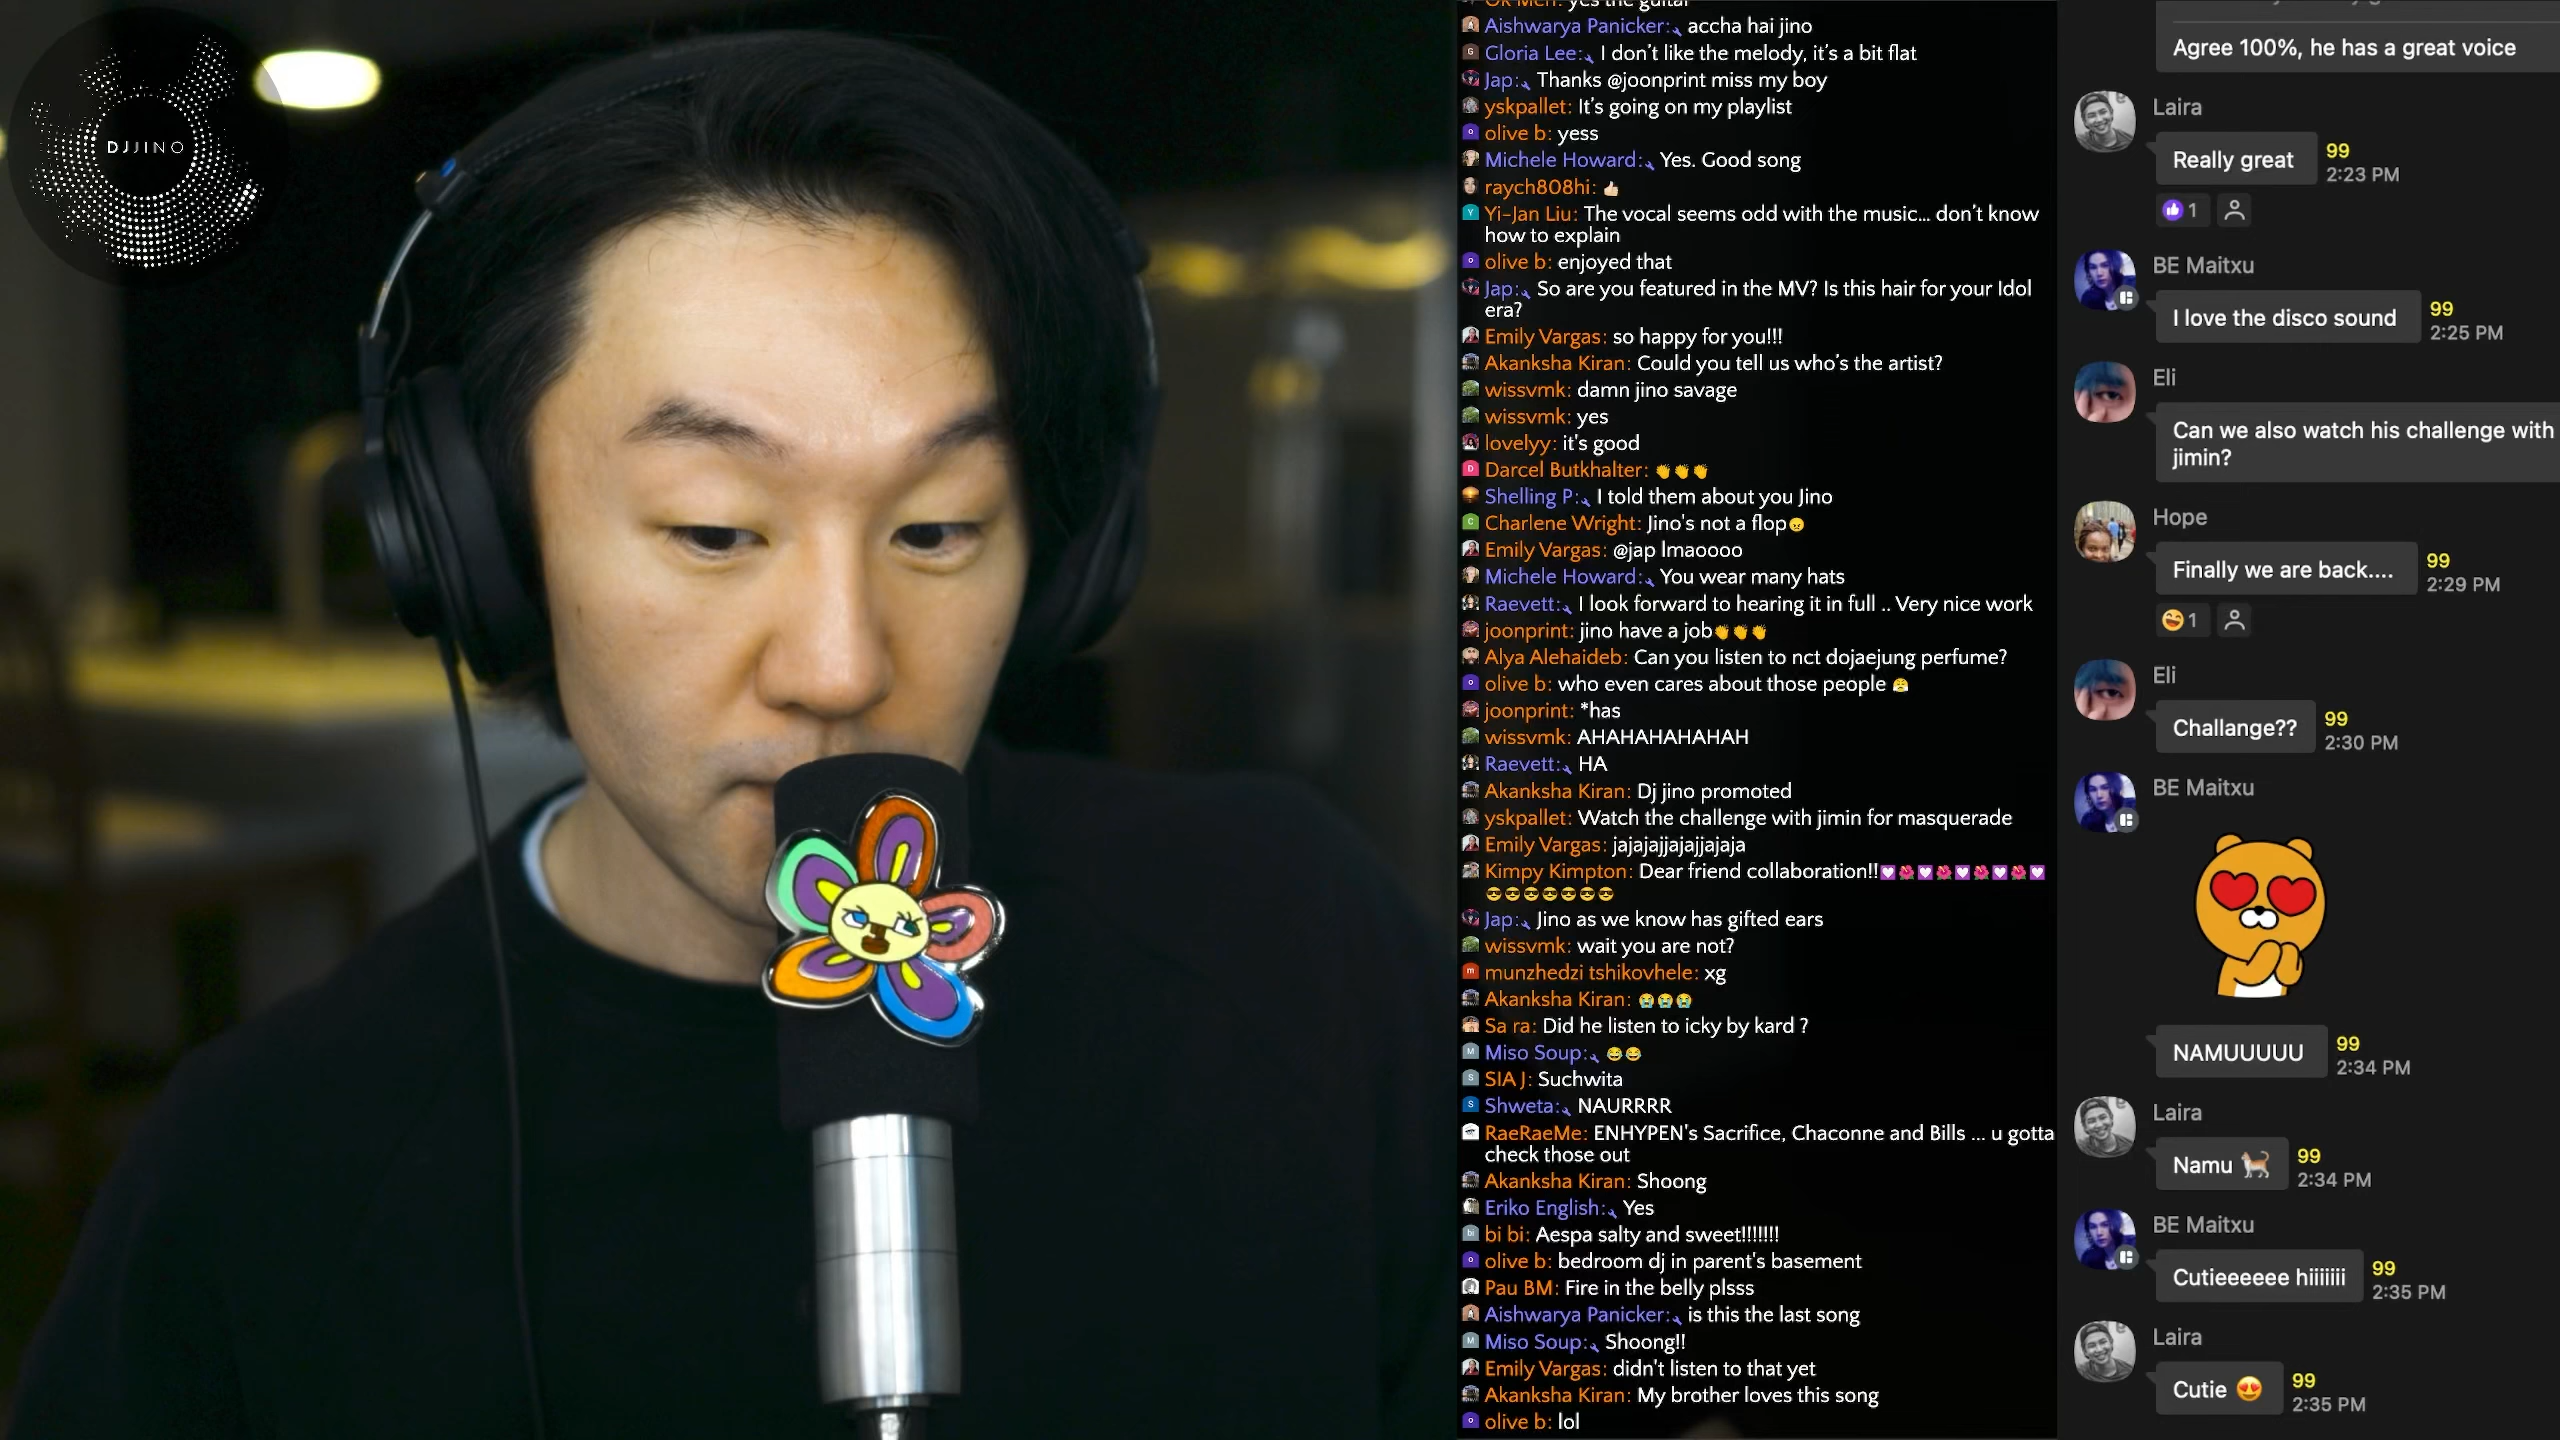 DJJINO
Ok Meh: yes the guitar
Aishwarya Panicker: accha hai jino
Gloria Lee: I don’t like the melody, it’s a bit flat
Jap: Thanks @joonprint miss my boy
yskpallet: It’s going on my playlist
olive b: yess
Michele Howard: Yes. Good song
raych808hi: 👍🏻
Yi-Jan Liu: The vocal seems odd with the music... don’t know
how to explain
olive b: enjoyed that
Jap: So are you featured in the MV? Is this hair for your Idol
era?
Emily Vargas: so happy for you!!!
Akanksha Kiran: Could you tell us who’s the artist?
wissvmk: damn jino savage
wissvmk: yes
lovelyy: it's good
Darcel Butkhalter: 👏👏👏
Shelling P: I told them about you Jino
Charlene Wright: Jino's not a flop😠
Emily Vargas: @jap lmaoooo
Michele Howard: You wear many hats
Raevett: I look forward to hearing it in full .. Very nice work
joonprint: jino have a job👏👏👏
Alya Alehaideb: Can you listen to nct dojaejung perfume?
olive b: who even cares about those people 😤
joonprint: *has
wissvmk: AHAHAHAHAHAH
Raevett: HA
Akanksha Kiran: Dj jino promoted
yskpallet: Watch the challenge with jimin for masquerade
Emily Vargas: jajajajjajajjajaja
Kimpy Kimpton: Dear friend collaboration!!💟🌺💟🌺💟🌺💟🌺💟
😎😎😎😎😎😎😎
Jap: Jino as we know has gifted ears
wissvmk: wait you are not?
munzhedzi tshikovhele: xg
Akanksha Kiran: 😭😭😭
Sa ra: Did he listen to icky by kard ?
Miso Soup: 😂😂
SIA J: Suchwita
Shweta: NAURRRR
RaeRaeMe: ENHYPEN's Sacrifice, Chaconne and Bills ... u gotta
check those out
Akanksha Kiran: Shoong
Eriko English: Yes
bi bi: Aespa salty and sweet!!!!!!!
olive b: bedroom dj in parent's basement
Pau BM: Fire in the belly plsss
Aishwarya Panicker: is this the last song
Miso Soup: Shoong!!
Emily Vargas: didn't listen to that yet
Akanksha Kiran: My brother loves this song
olive b: lol
Agree 100%, he has a great voice
Laira
Really great
99
2:23 PM
1
BE Maitxu
I love the disco sound
99
2:25 PM
Eli
Can we also watch his challenge with
jimin?
Hope
Finally we are back....
99
2:29 PM
😆 1
Eli
Challange??
99
2:30 PM
BE Maitxu
NAMUUUUU
99
2:34 PM
Laira
Namu 🐈
99
2:34 PM
BE Maitxu
Cutieeeeee hiiiiiii
99
2:35 PM
Laira
Cutie 😍
99
2:35 PM